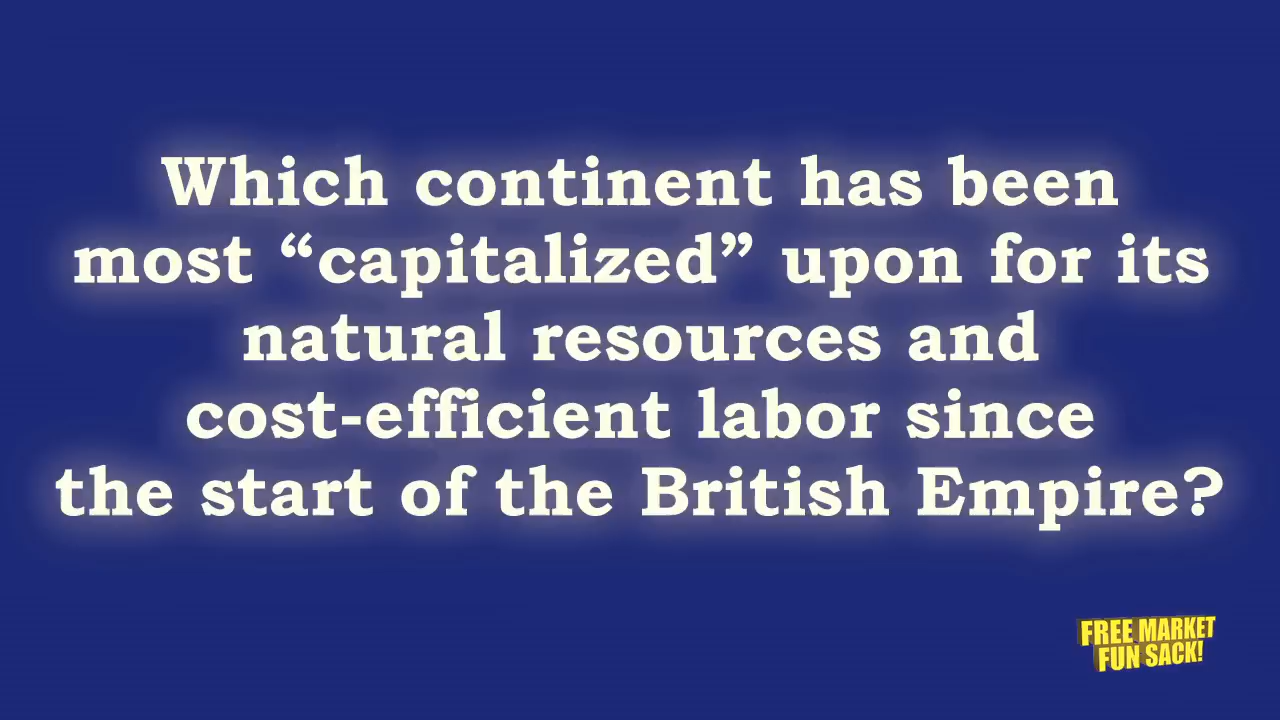 Which continent has been
most “capitalized” upon for its
natural resources and
cost-efficient labor since
the start of the British Empire?
FREE MARKET
FUN SACK!